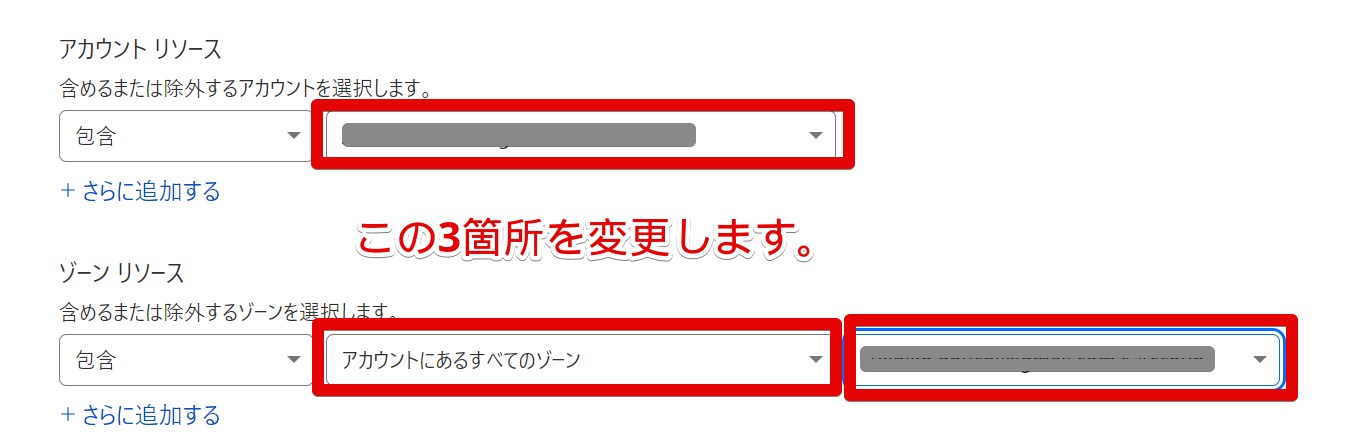 アカウント リソース
含めるまたは除外するアカウントを選択します。
包含
+ さらに追加する
この3箇所を変更します。
ゾーン リソース
含めるまたは除外するゾーンを選択します。
包含 アカウントにあるすべてのゾーン
+ さらに追加する